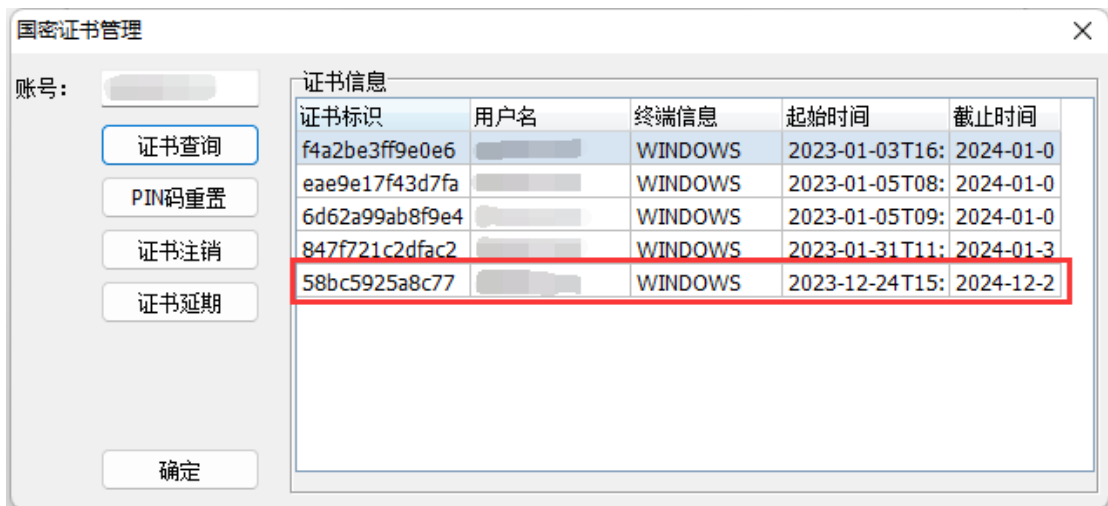 国密证书管理
账号：
证书查询
PIN码重置
证书注销
证书延期
确定
证书信息
证书标识 用户名 终端信息 起始时间 截止时间
f4a2be3ff9e0e6 WINDOWS 2023-01-03T16: 2024-01-0
eae9e17f43d7fa WINDOWS 2023-01-05T08: 2024-01-0
6d62a99ab8f9e4 WINDOWS 2023-01-05T09: 2024-01-0
847f721c2dfac2 WINDOWS 2023-01-31T11: 2024-01-3
58bc5925a8c77 WINDOWS 2023-12-24T15: 2024-12-2